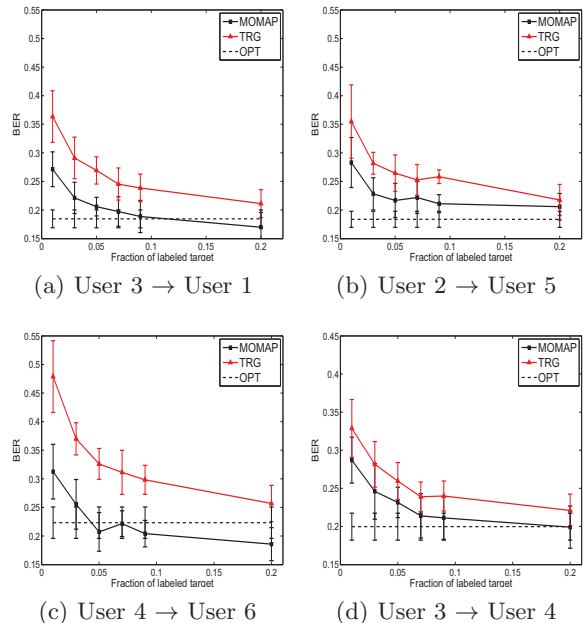 0.55
0.5
0.45
0.4
0.35
0.3
0.25
0.2
0.15
BER
MOMAP
TRG
OPT
0 0.05 0.1 0.15 0.2
Fraction of labeled target
(a) User 3 → User 1
0.55
0.5
0.45
0.4
0.35
0.3
0.25
0.2
0.15
BER
MOMAP
TRG
OPT
0 0.05 0.1 0.15 0.2
Fraction of labeled target
(b) User 2 → User 5
0.55
0.5
0.45
0.4
0.35
0.3
0.25
0.2
0.15
BER
MOMAP
TRG
OPT
0 0.05 0.1 0.15 0.2
Fraction of labeled target
(c) User 4 → User 6
0.45
0.4
0.35
0.3
0.25
0.2
0.15
BER
MOMAP
TRG
OPT
0 0.05 0.1 0.15 0.2
Fraction of labeled target
(d) User 3 → User 4